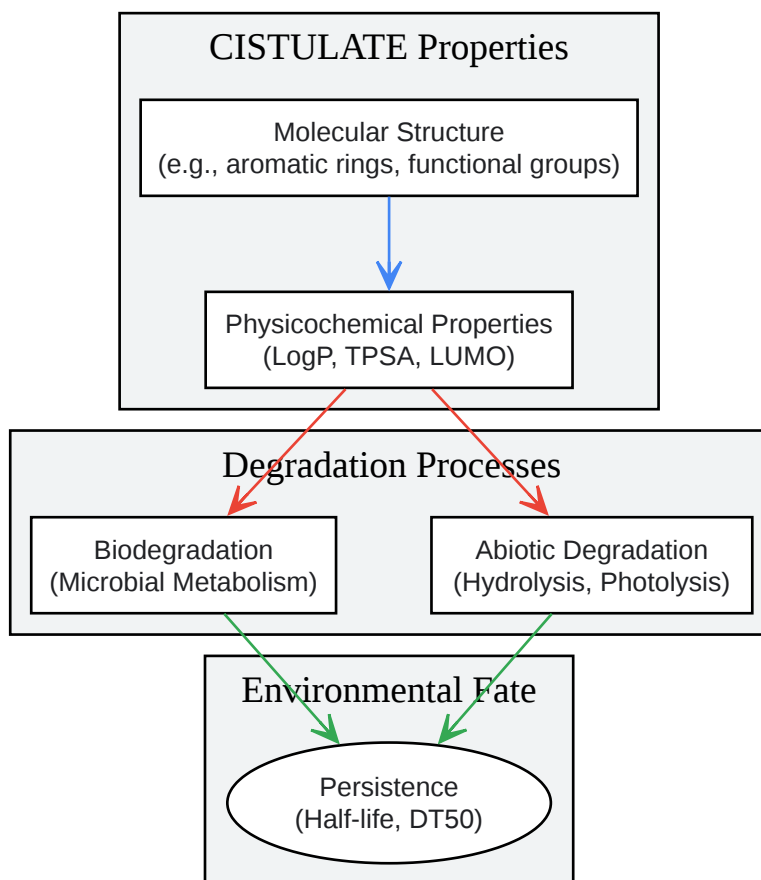 CISTULATE Properties
Molecular Structure
(e.g., aromatic rings, functional groups)
Physicochemical Properties
(LogP, TPSA, LUMO)
Degradation Processes
Biodegradation
(Microbial Metabolism)
Abiotic Degradation
(Hydrolysis, Photolysis)
Environmental Fate
Persistence
(Half-life, DT50)